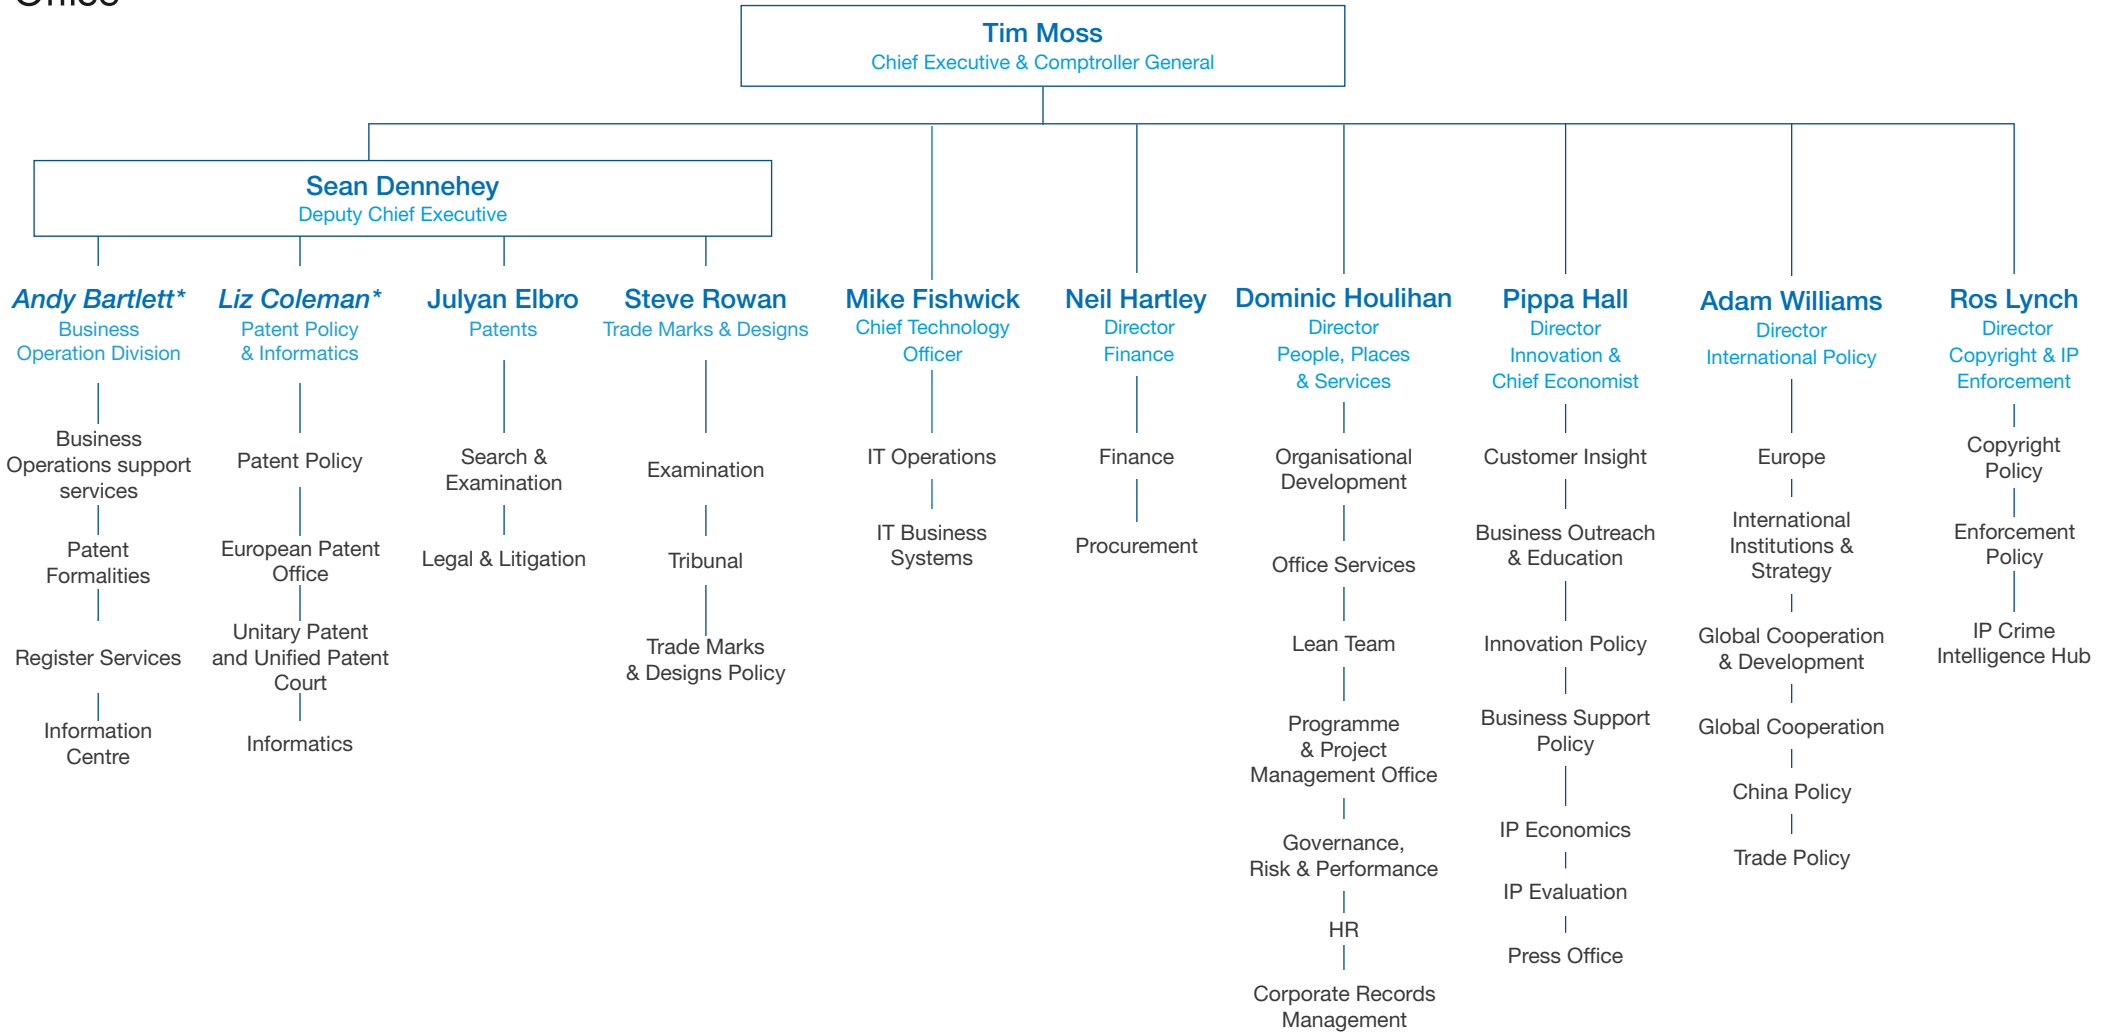 Office
Tim Moss
Chief Executive & Comptroller General
Sean Dennehey
Deputy Chief Executive
Andy Bartlett*
Business
Operation Division
Business
Operations support
services
Patent
Formalities
Register Services
Information
Centre
Liz Coleman*
Patent Policy
& Informatics
Patent Policy
European Patent
Office
Unitary Patent
and Unified Patent
Court
Informatics
Julyan Elbro
Patents
Search &
Examination
Legal & Litigation
Steve Rowan
Trade Marks & Designs
Examination
Tribunal
Trade Marks
& Designs Policy
Mike Fishwick
Chief Technology
Officer
IT Operations
IT Business
Systems
Neil Hartley
Director
Finance
Finance
Procurement
Dominic Houlihan
Director
People, Places
& Services
Organisational
Development
Office Services
Lean Team
Programme
& Project
Management Office
Governance,
Risk & Performance
HR
Corporate Records
Management
Pippa Hall
Director
Innovation &
Chief Economist
Customer Insight
Business Outreach
& Education
Innovation Policy
Business Support
Policy
IP Economics
IP Evaluation
Press Office
Adam Williams
Director
International Policy
Europe
International
Institutions &
Strategy
Global Cooperation
& Development
Global Cooperation
China Policy
Trade Policy
Ros Lynch
Director
Copyright & IP
Enforcement
Copyright
Policy
Enforcement
Policy
IP Crime
Intelligence Hub